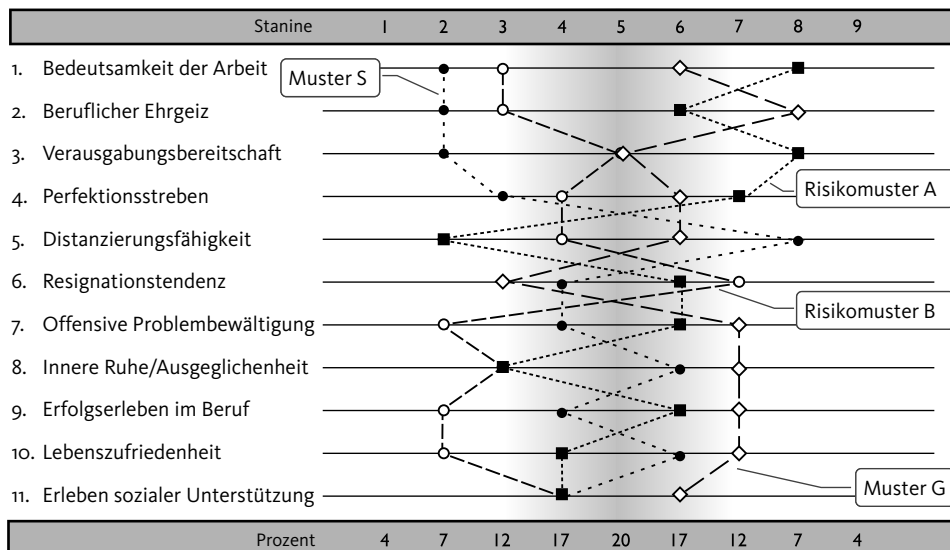 Stanine 1 2 3 4 5 6 7 8 9
1. Bedeutsamkeit der Arbeit
Muster S
2. Beruflicher Ehrgeiz
3. Verausgabungsbereitschaft
4. Perfektionsstreben
Risikomuster A
5. Distanzierungsfähigkeit
6. Resignationstendenz
Risikomuster B
7. Offensive Problembewältigung
8. Innere Ruhe/Ausgeglichenheit
9. Erfolgserleben im Beruf
10. Lebenszufriedenheit
Muster G
11. Erleben sozialer Unterstützung
Prozent 4 7 12 17 20 17 12 7 4